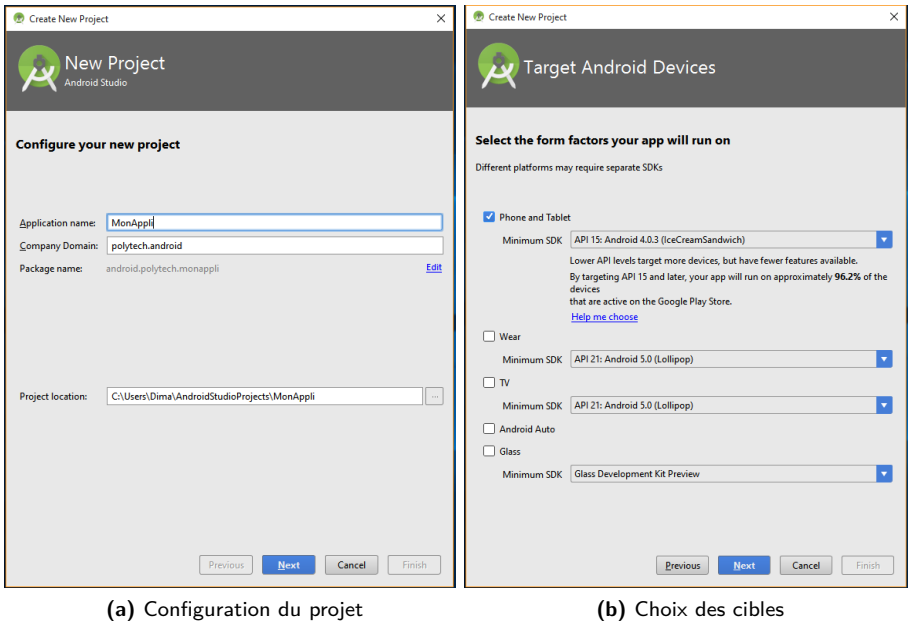 Create New Project
New Project
Android Studio
Configure your new project
Application name: MonAppli
Company Domain: polytech.android
Package name: android.polytech.monappli Edit
Project location: C:\Users\Dima\AndroidStudioProjects\MonAppli ...
Previous Next Cancel Finish
(a) Configuration du projet
Create New Project
Target Android Devices
Select the form factors your app will run on
Different platforms may require separate SDKs
Phone and Tablet
Minimum SDK API 15: Android 4.0.3 (IceCreamSandwich)
Lower API levels target more devices, but have fewer features available.
By targeting API 15 and later, your app will run on approximately 96.2% of the
devices
that are active on the Google Play Store.
Help me choose
Wear
Minimum SDK API 21: Android 5.0 (Lollipop)
TV
Minimum SDK API 21: Android 5.0 (Lollipop)
Android Auto
Glass
Minimum SDK Glass Development Kit Preview
Previous Next Cancel Finish
(b) Choix des cibles